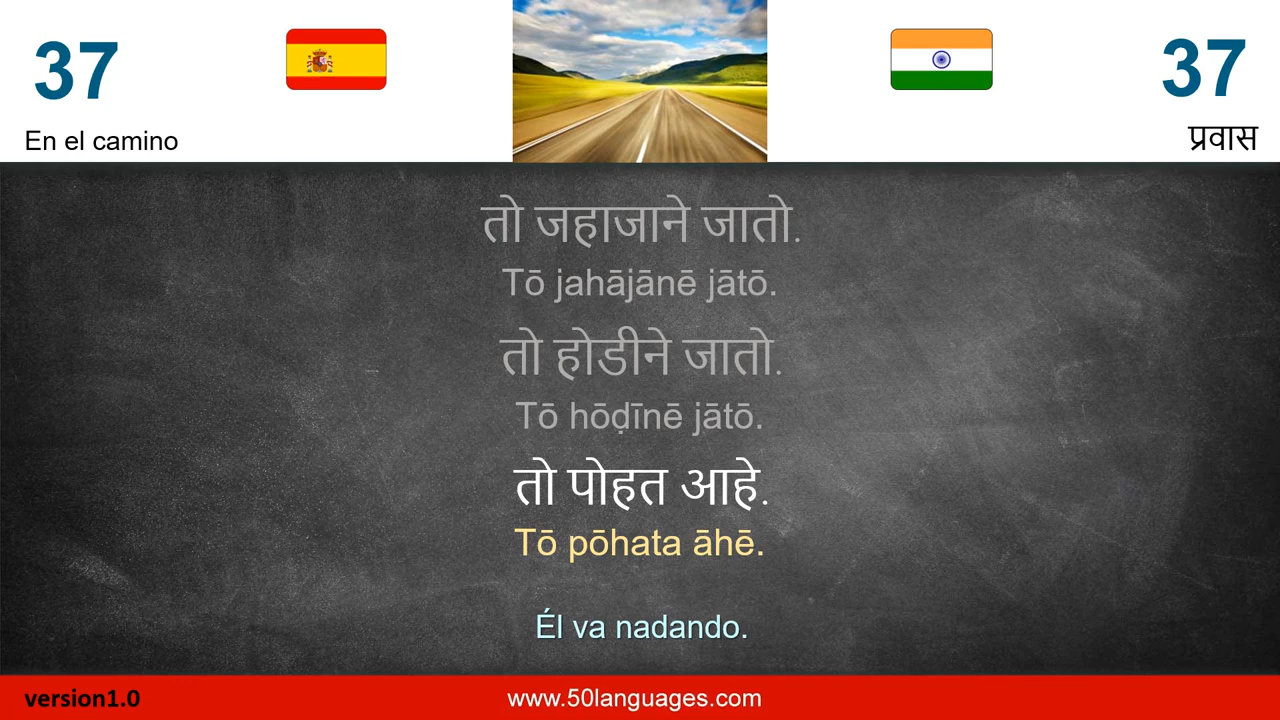 37
37
En el camino
प्रवास
तो जहाजाने जातो.
Tō jahājānē jātō.
तो होडीने जातो.
Tō hōḍīnē jātō.
तो पोहत आहे.
Tō pōhata āhē.
Él va nadando.
version1.0
www.50languages.com